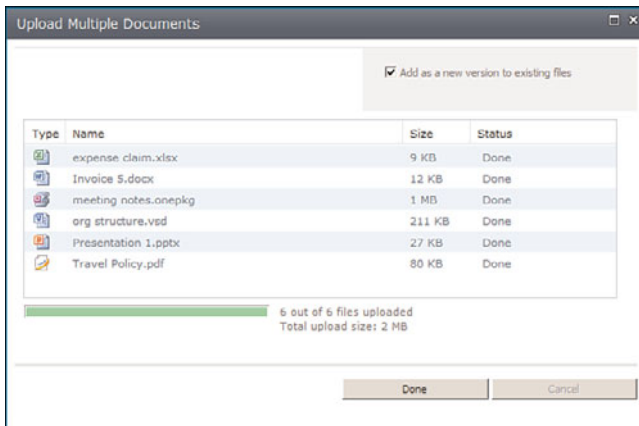 Upload Multiple Documents
Add as a new version to existing files
Type Name Size Status
expense claim.xlsx 9 KB Done
Invoice 5.docx 12 KB Done
meeting notes.onepkg 1 MB Done
org structure.vsd 211 KB Done
Presentation 1.pptx 27 KB Done
Travel Policy.pdf 80 KB Done
6 out of 6 files uploaded
Total upload size: 2 MB
Done Cancel